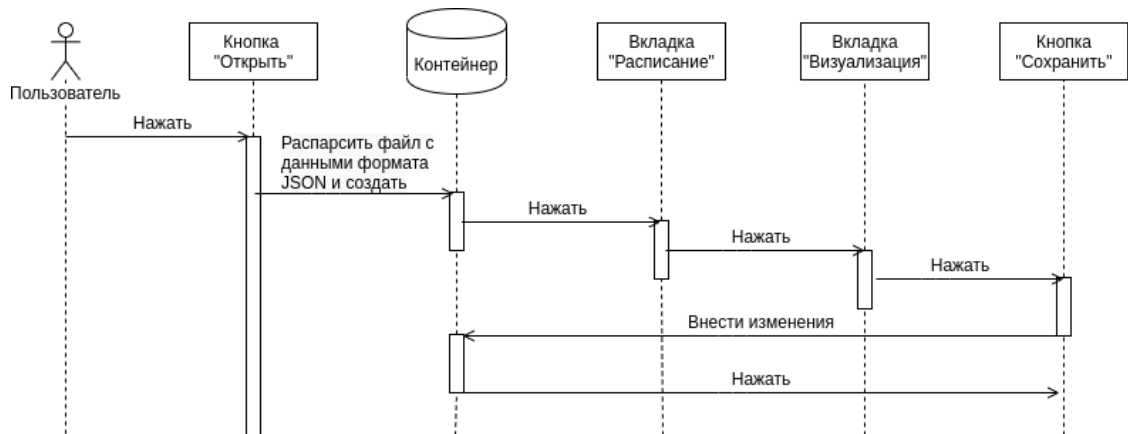 Пользователь
Кнопка
"Открыть"
Контейнер
Вкладка
"Расписание"
Вкладка
"Визуализация"
Кнопка
"Сохранить"
Нажать
Распарсить файл с
данными формата
JSON и создать
Нажать
Нажать
Нажать
Внести изменения
Нажать